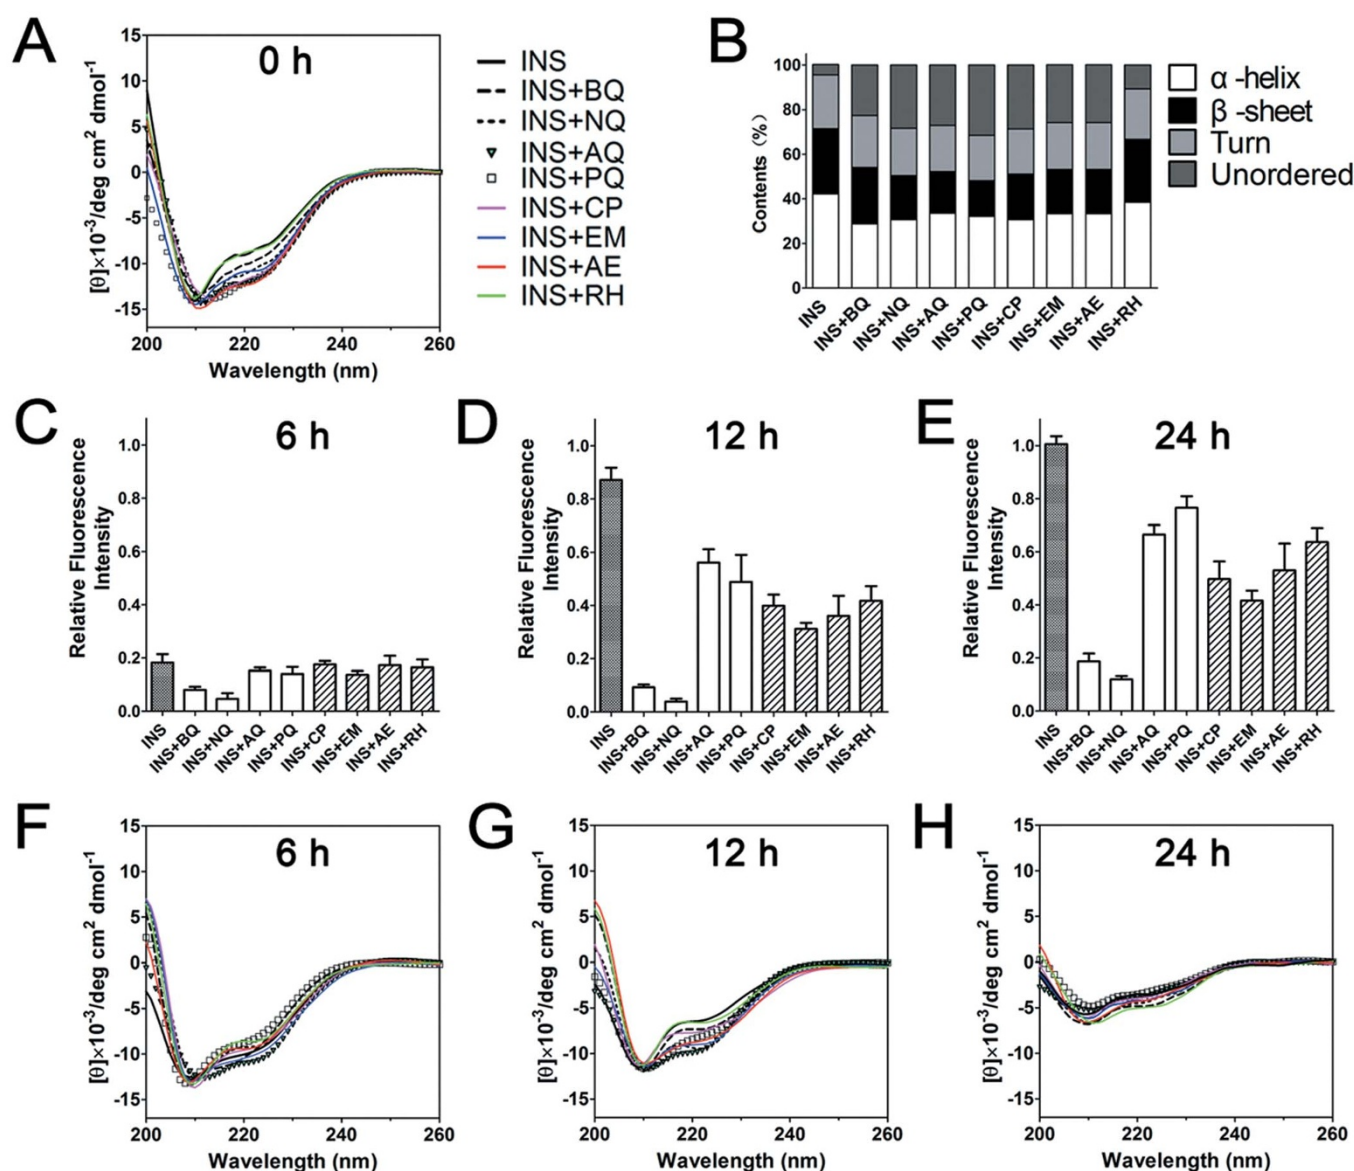 A
0 h
[θ]×10⁻³/deg cm² dmol⁻¹
15
10
5
0
-5
-10
-15
200
220
240
260
Wavelength (nm)
INS
INS+BQ
INS+NQ
INS+AQ
INS+PQ
INS+CP
INS+EM
INS+AE
INS+RH
B
Contents (%)
100
80
60
40
20
0
INS
INS+BQ
INS+NQ
INS+AQ
INS+PQ
INS+CP
INS+EM
INS+AE
INS+RH
α -helix
β -sheet
Turn
Unordered
C
6 h
Relative Fluorescence
Intensity
1.0
0.8
0.6
0.4
0.2
0.0
INS
INS+BQ
INS+NQ
INS+AQ
INS+PQ
INS+CP
INS+EM
INS+AE
INS+RH
D
12 h
Relative Fluorescence
Intensity
1.0
0.8
0.6
0.4
0.2
0.0
INS
INS+BQ
INS+NQ
INS+AQ
INS+PQ
INS+CP
INS+EM
INS+AE
INS+RH
E
24 h
Relative Fluorescence
Intensity
1.0
0.8
0.6
0.4
0.2
0.0
INS
INS+BQ
INS+NQ
INS+AQ
INS+PQ
INS+CP
INS+EM
INS+AE
INS+RH
F
6 h
[θ]×10⁻³/deg cm² dmol⁻¹
15
10
5
0
-5
-10
-15
200
220
240
260
Wavelength (nm)
G
12 h
[θ]×10⁻³/deg cm² dmol⁻¹
15
10
5
0
-5
-10
-15
200
220
240
260
Wavelength (nm)
H
24 h
[θ]×10⁻³/deg cm² dmol⁻¹
15
10
5
0
-5
-10
-15
200
220
240
260
Wavelength (nm)